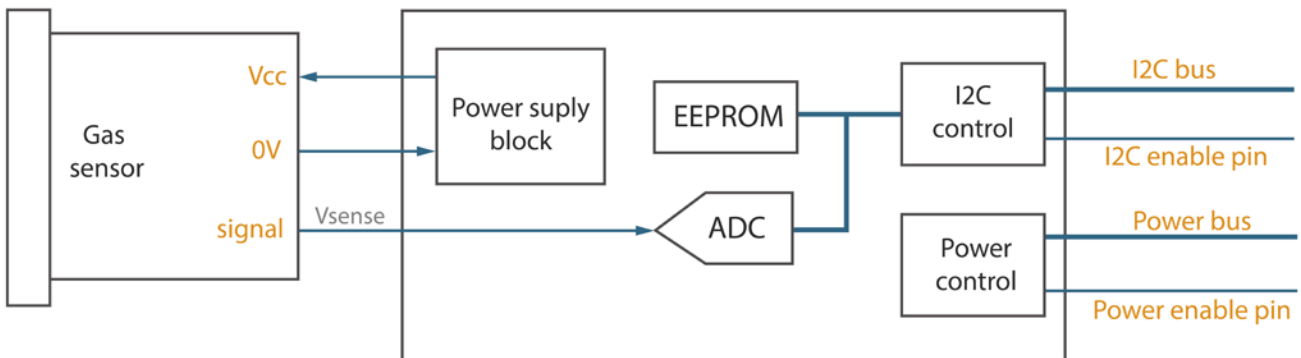 Gas
sensor
Vcc
0V
signal
Vsense
Power suply
block
EEPROM
ADC
I2C
control
Power
control
I2C bus
I2C enable pin
Power bus
Power enable pin